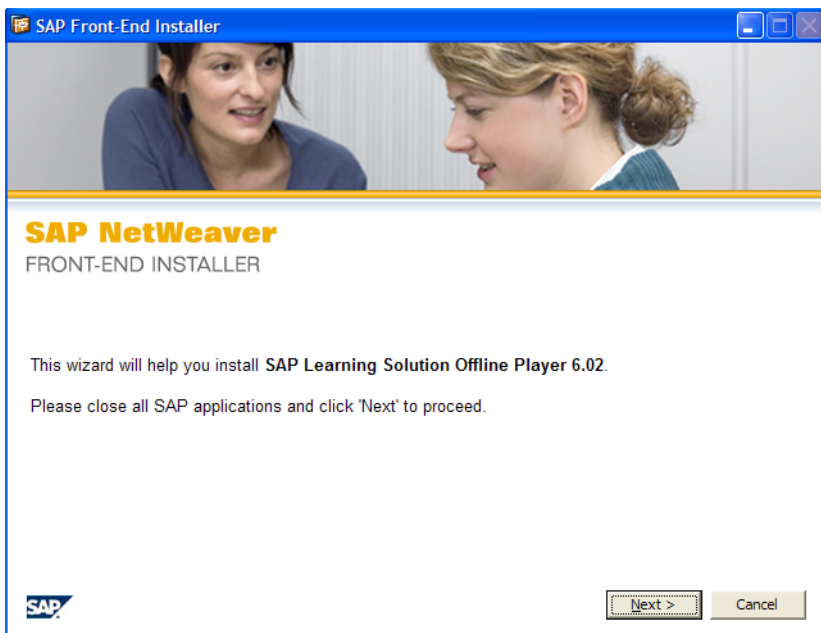 SAP Front-End Installer
SAP NetWeaver
FRONT-END INSTALLER
This wizard will help you install SAP Learning Solution Offline Player 6.02.
Please close all SAP applications and click 'Next' to proceed.
SAP
Next >
Cancel